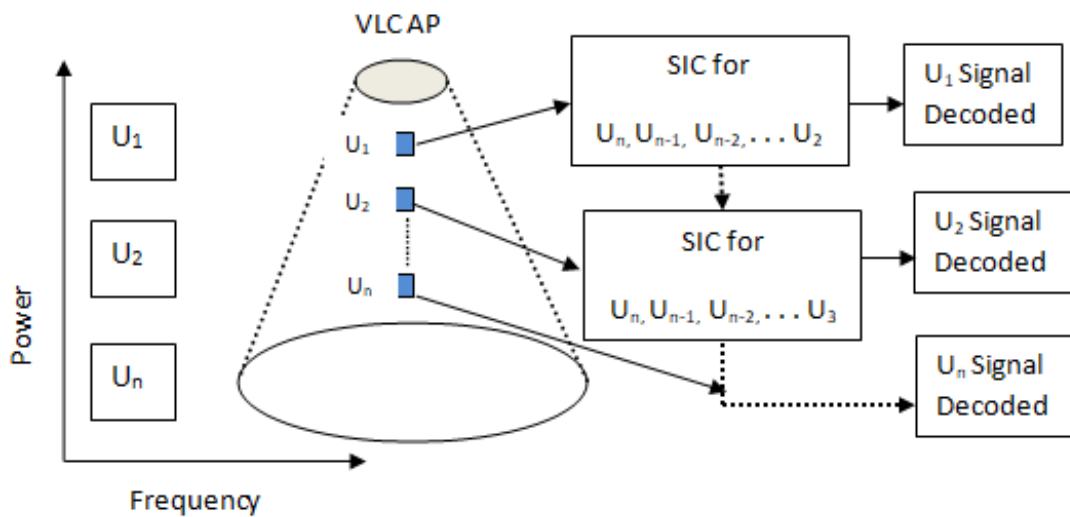 VLC AP
Power
U₁
U₂
Uₙ
Frequency
U₁
U₂
Uₙ
SIC for
Uₙ, Uₙ₋₁, Uₙ₋₂, . . . U₂
SIC for
Uₙ, Uₙ₋₁, Uₙ₋₂, . . . U₃
U₁ Signal
Decoded
U₂ Signal
Decoded
Uₙ Signal
Decoded